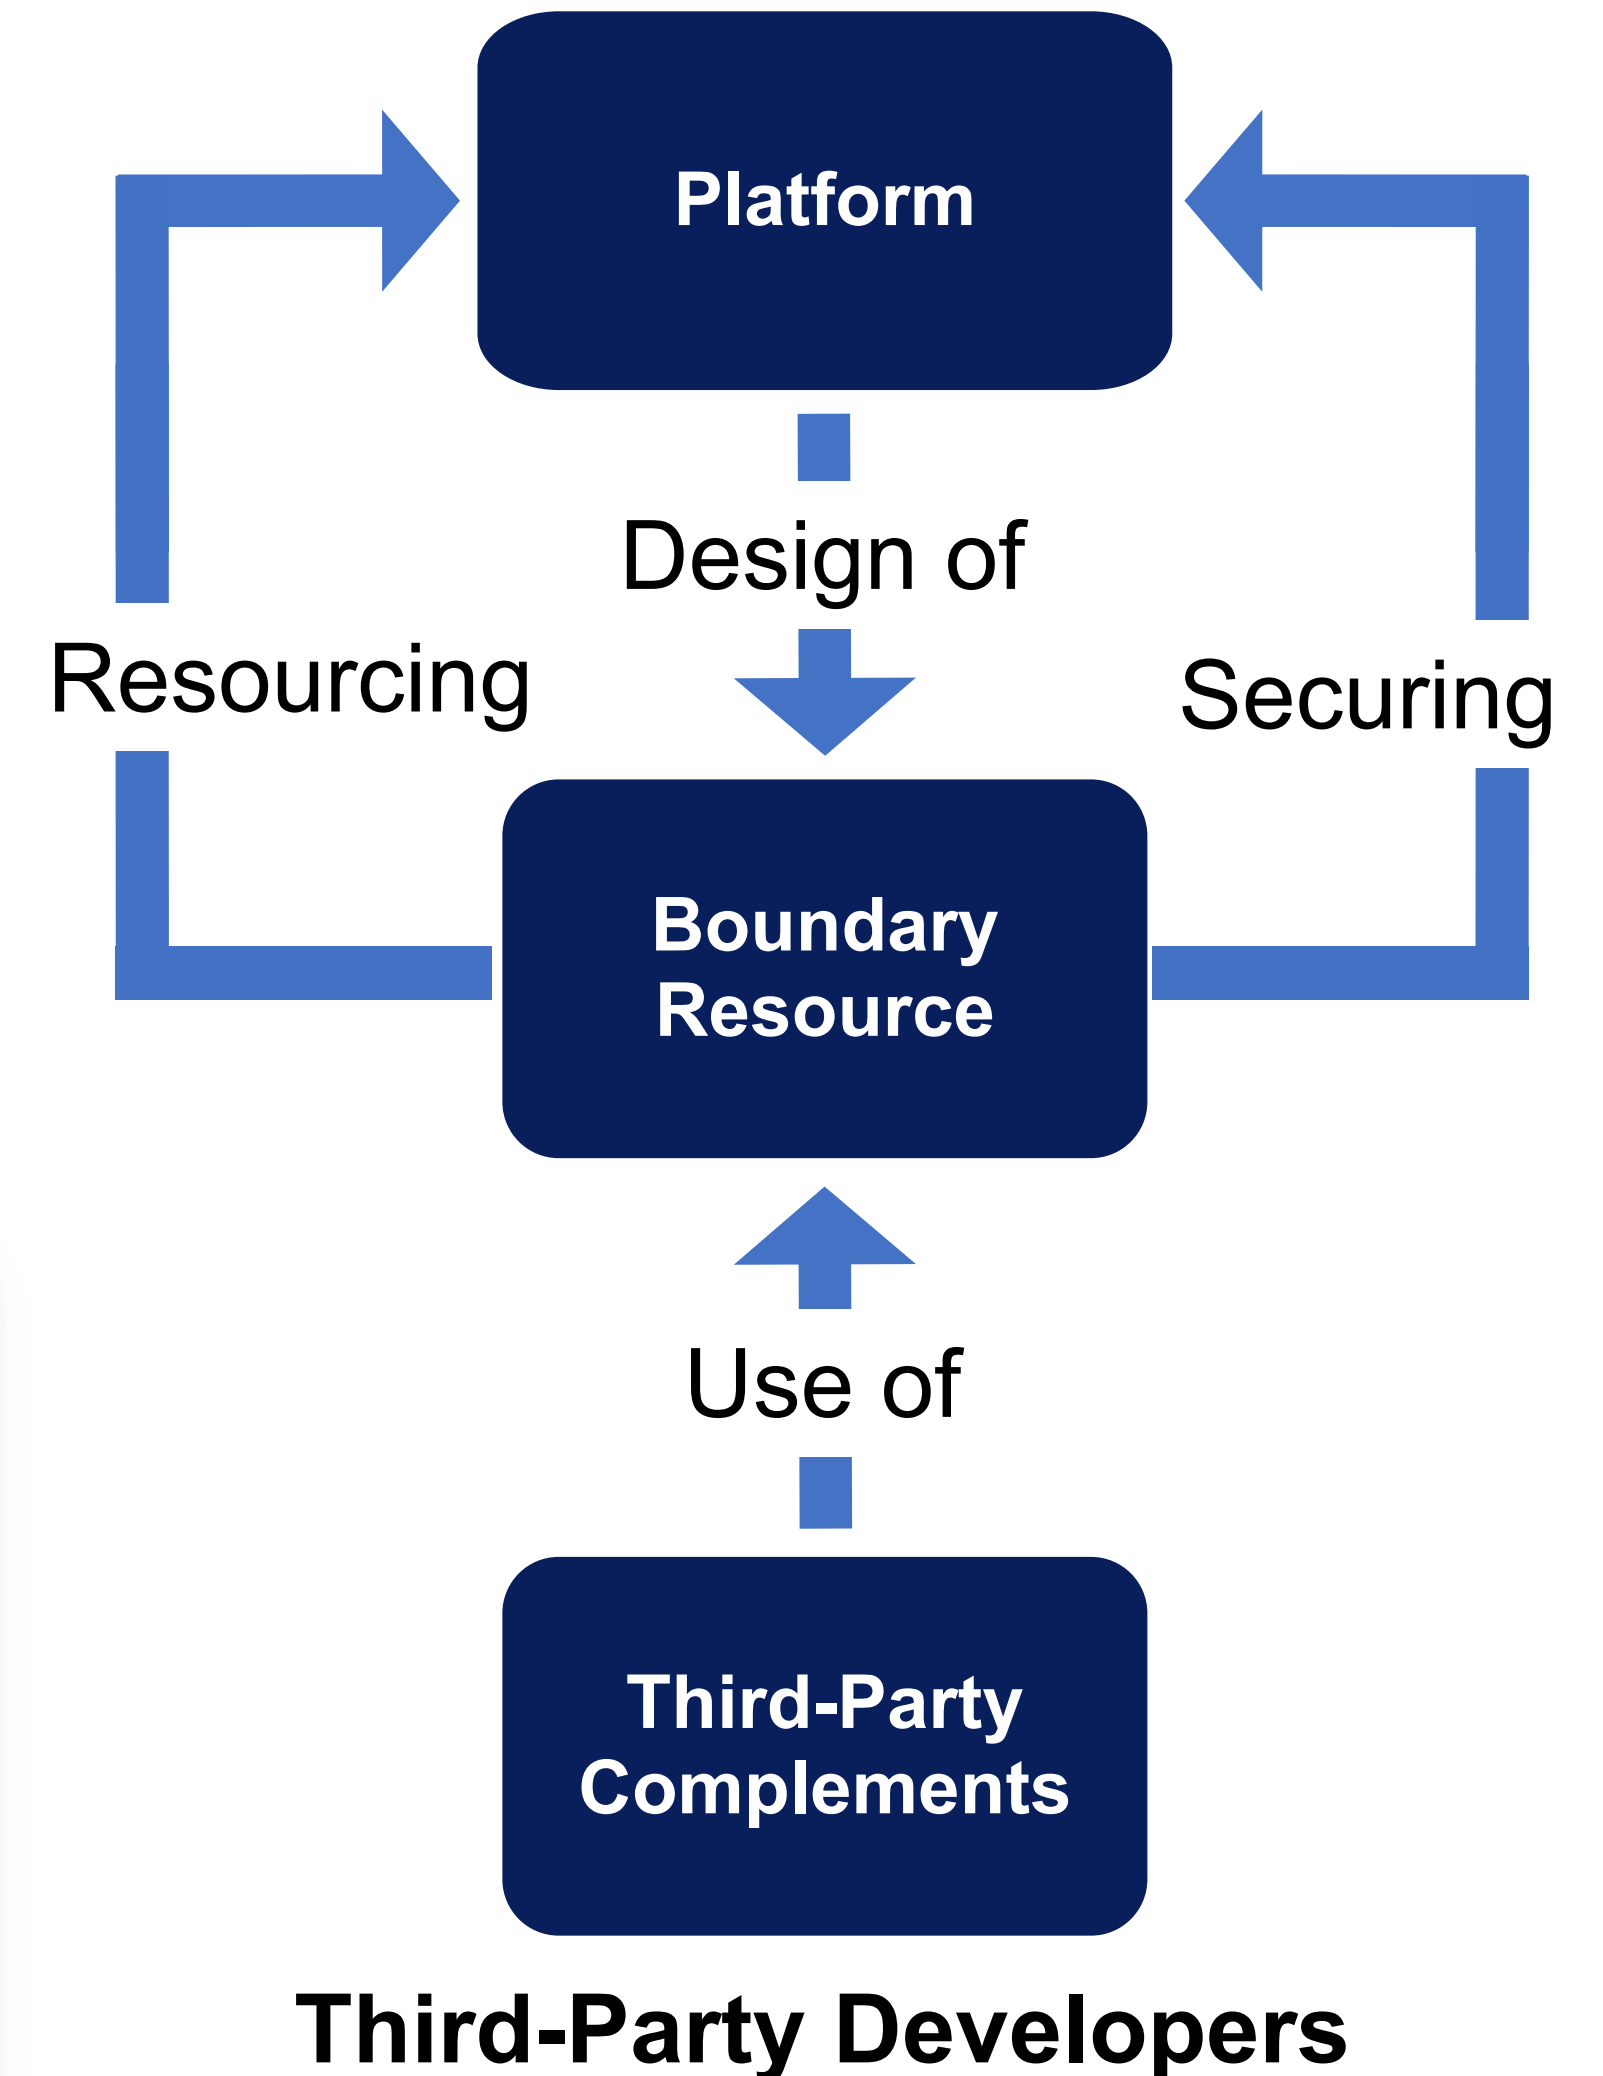 Platform
Design of
Resourcing
Securing
Boundary
Resource
Use of
Third-Party
Complements
Third-Party Developers